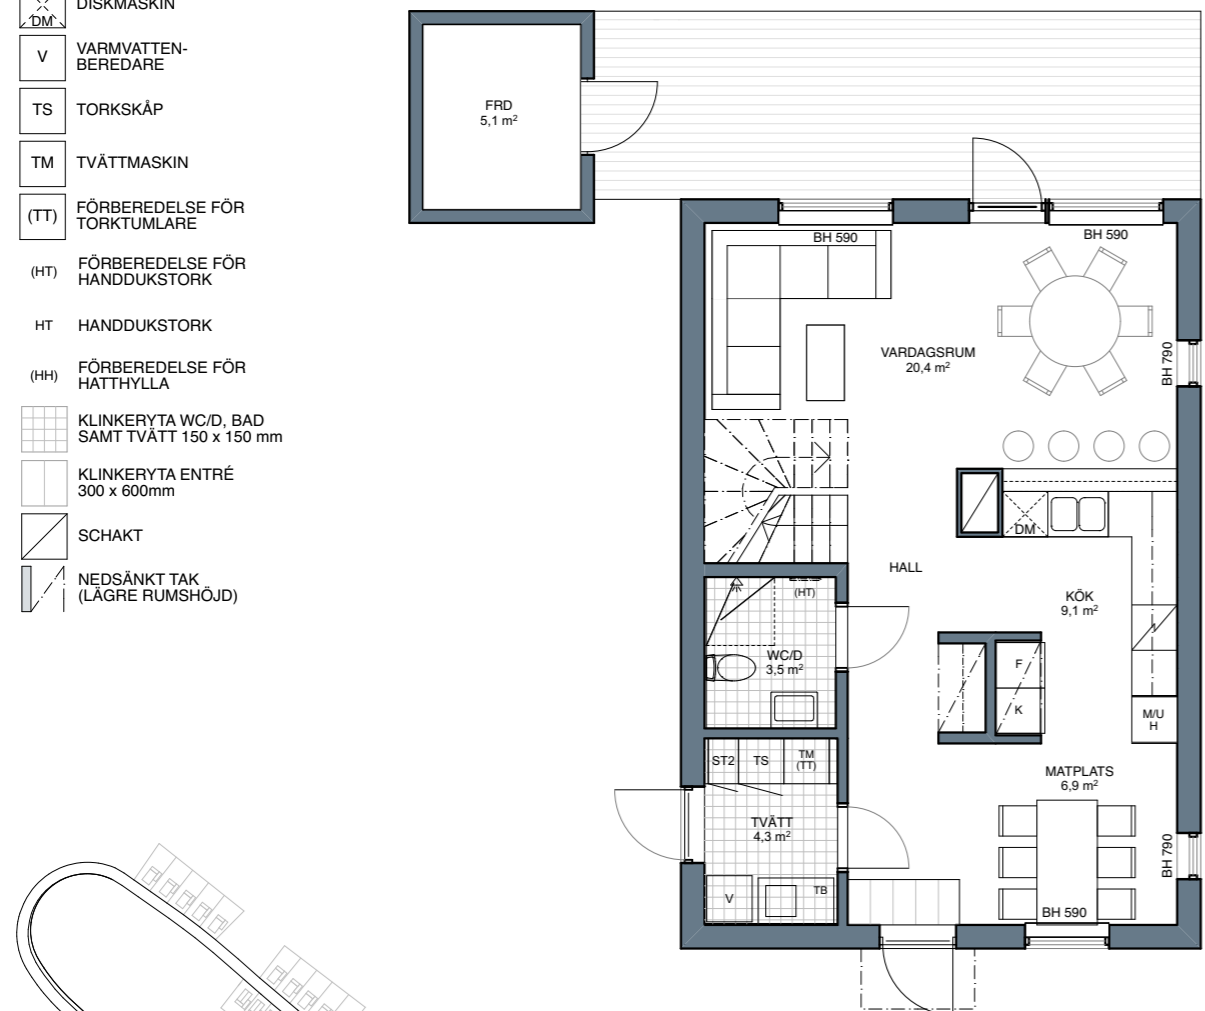 DM
DISKMASKIN
V
VARMVATTEN-
BEREDARE
TS
TORKSKÅP
TM
TVÄTTMASKIN
(TT)
FÖRBEREDELSE FÖR
TORKTUMLARE
(HT)
FÖRBEREDELSE FÖR
HANDDUKSTORK
HT
HANDDUKSTORK
(HH)
FÖRBEREDELSE FÖR
HATTHYLLA
KLINKERYTA WC/D, BAD
SAMT TVÄTT 150 x 150 mm
KLINKERYTA ENTRÉ
300 x 600mm
SCHAKT
NEDSÄNKT TAK
(LÄGRE RUMSHÖJD)
FRD
5,1 m²
BH 590
BH 590
VARDAGSRUM
20,4 m²
BH 790
DM
HALL
KÖK
9,1 m²
(HT)
WC/D
3,5 m²
F
K
M/U
H
ST2
TS
TM
(TT)
MATPLATS
6,9 m²
TVÄTT
4,3 m²
BH 790
V
TB
BH 590